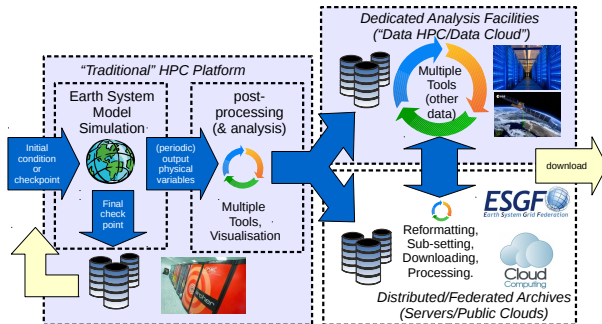 Dedicated Analysis Facilities
("Data HPC/Data Cloud")
"Traditional" HPC Platform
Earth System
Model
Simulation
post-
processing
(& analysis)
Multiple
Tools
(other
data)
Initial
condition or
checkpoint
(periodic)
output
physical
variables
download
Final
check
point
Multiple
Tools,
Visualisation
ESGF
Earth System Grid Federation
Reformatting,
Sub-setting,
Downloading,
Processing.
Cloud
Computing
archer
Distributed/Federated Archives
(Servers/Public Clouds)